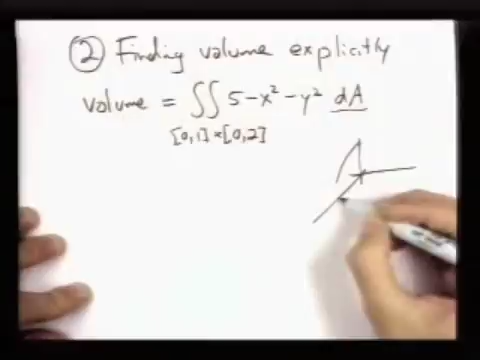 ② Finding volume explicitly
volume = ∬ 5-x²-y² dA
[0,1]×[0,2]